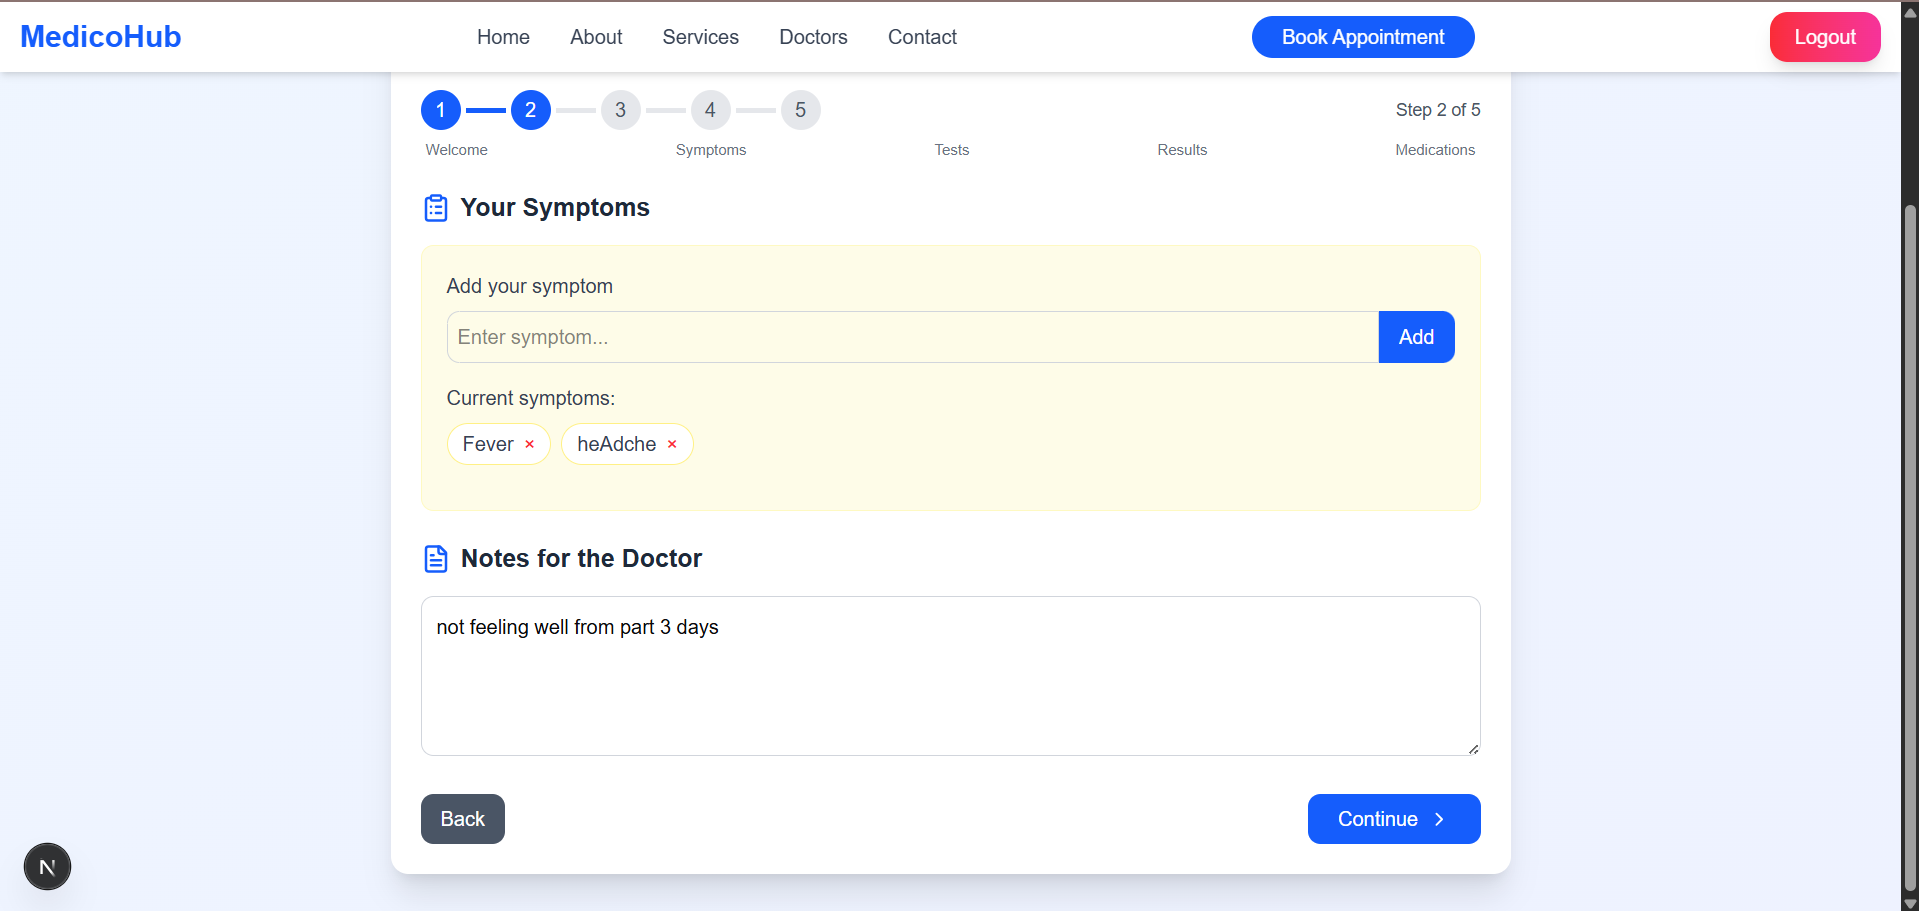 MedicoHub Home About Services Doctors Contact Book Appointment Logout
1 2 3 4 5 Step 2 of 5
Welcome Symptoms Tests Results Medications
Your Symptoms
Add your symptom
Enter symptom... Add
Current symptoms:
Fever × heAdche ×
Notes for the Doctor
not feeling well from part 3 days
Back Continue
N